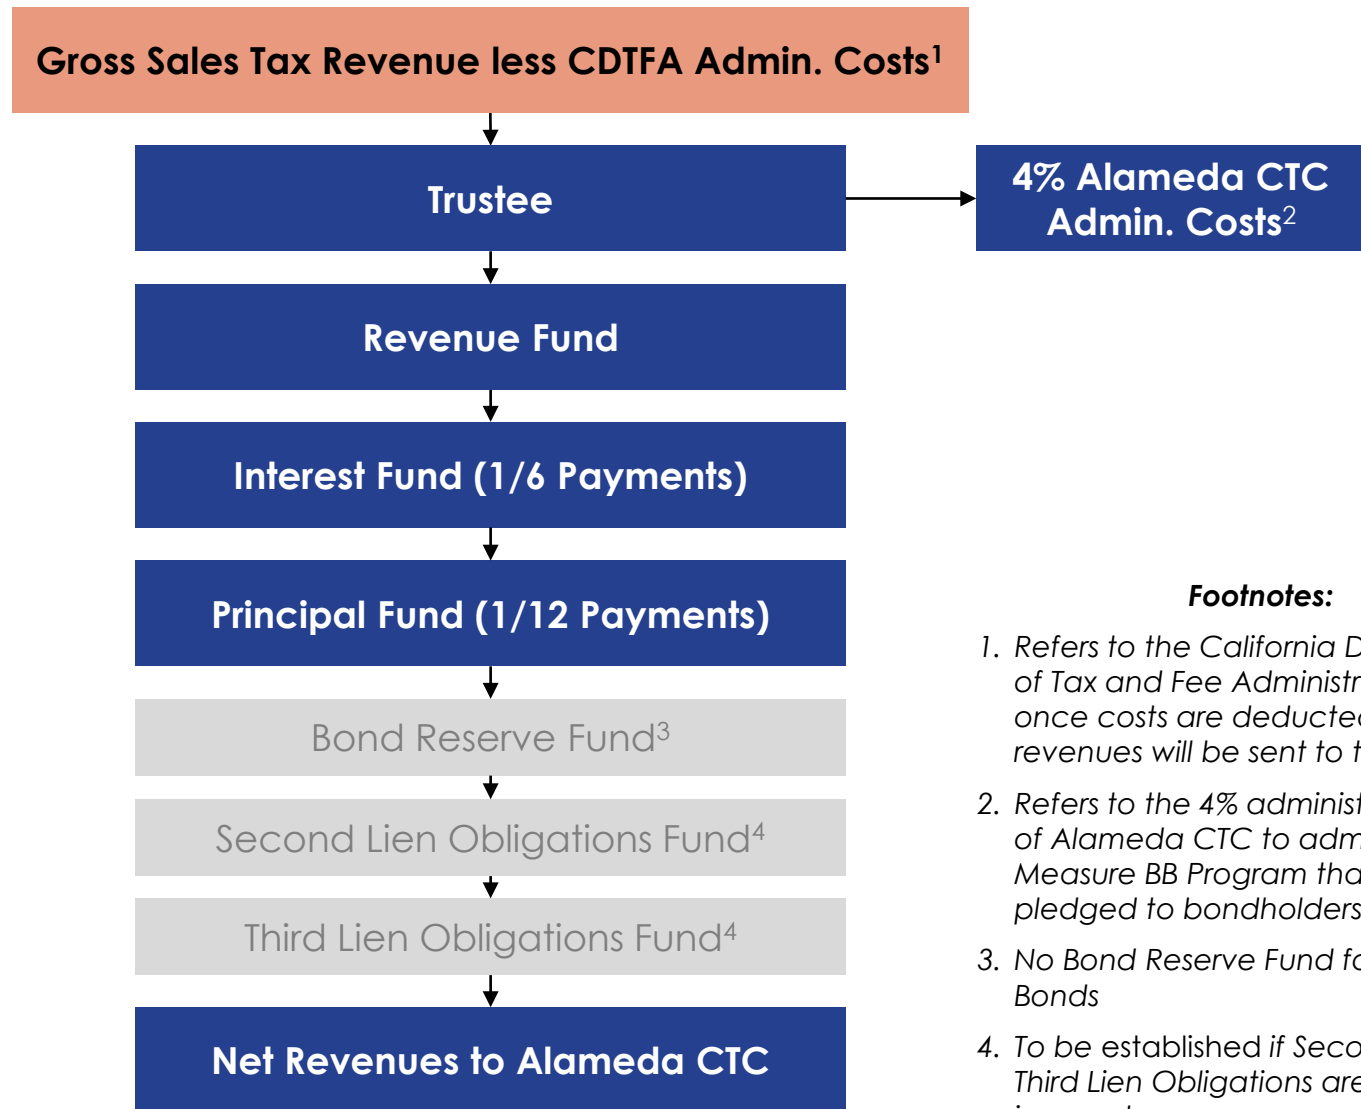 Gross Sales Tax Revenue less CDTFA Admin. Costs1
Trustee
4% Alameda CTC
Admin. Costs2
Revenue Fund
Interest Fund (1/6 Payments)
Principal Fund (1/12 Payments)
Bond Reserve Fund3
Second Lien Obligations Fund4
Third Lien Obligations Fund4
Net Revenues to Alameda CTC
Footnotes:
1. Refers to the California
of Tax and Fee
once costs are
revenues will be sent to
2. Refers to the 4%
of Alameda CTC to
Measure BB Program
pledged to bondholders
3. No Bond Reserve Fund
Bonds
4. To be established if
Third Lien Obligations are